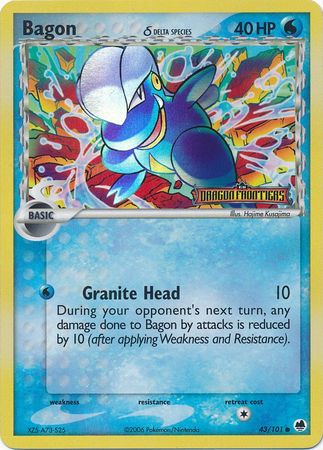 Bagon δ DELTA SPECIES 40 HP
DRAGON FRONTIERS
Illus. Hajime Kusajima
BASIC
Granite Head 10
During your opponent's next turn, any
damage done to Bagon by attacks is reduced
by 10 (after applying Weakness and Resistance).
weakness resistance retreat cost
©2006 Pokémon/Nintendo 43/101 ●